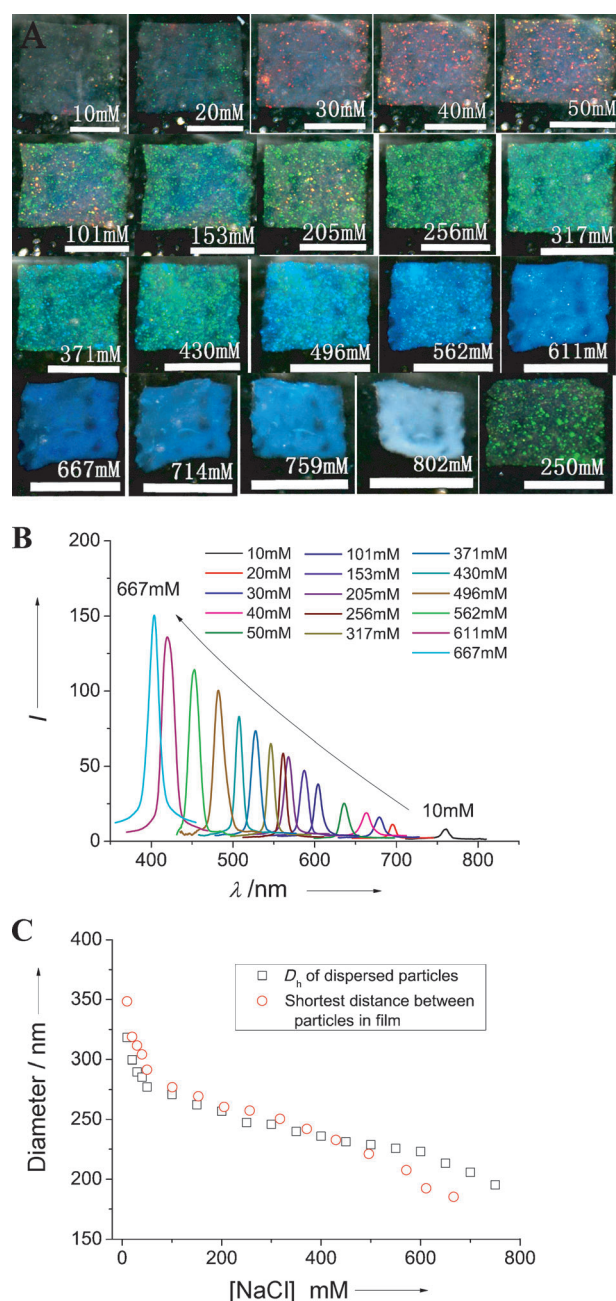 A
10mM
20mM
30mM
40mM
50mM
101mM
153mM
205mM
256mM
317mM
371mM
430mM
496mM
562mM
611mM
667mM
714mM
759mM
802mM
250mM
B
200
150
100
50
0
I
667mM
10mM
10mM
20mM
30mM
40mM
50mM
101mM
153mM
205mM
256mM
317mM
371mM
430mM
496mM
562mM
611mM
667mM
400 500 600 700 800
λ /nm
C
400
350
300
250
200
150
Diameter / nm
Dh of dispersed particles
Shortest distance between
particles in film
0 200 400 600 800
[NaCl] mM